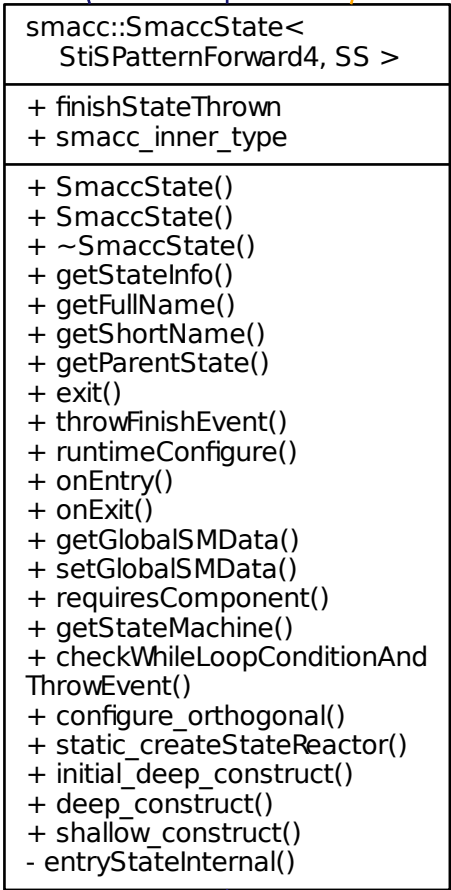 smacc::SmaccState<
StiSPatternForward4, SS >
+ finishStateThrown
+ smacc_inner_type
+ SmaccState()
+ SmaccState()
+ ~SmaccState()
+ getStateInfo()
+ getFullName()
+ getShortName()
+ getParentState()
+ exit()
+ throwFinishEvent()
+ runtimeConfigure()
+ onEntry()
+ onExit()
+ getGlobalSMData()
+ setGlobalSMData()
+ requiresComponent()
+ getStateMachine()
+ checkWhileLoopConditionAnd
ThrowEvent()
+ configure_orthogonal()
+ static_createStateReactor()
+ initial_deep_construct()
+ deep_construct()
+ shallow_construct()
- entryStateInternal()